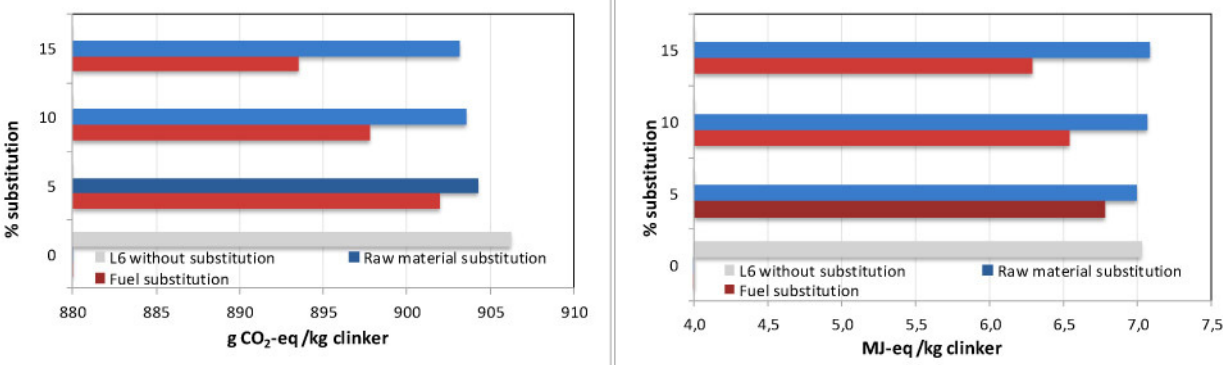 % substitution
15
10
5
0
L6 without substitution
Raw material substitution
Fuel substitution
880 885 890 895 900 905 910
g CO₂-eq /kg clinker
% substitution
15
10
5
0
L6 without substitution
Raw material substitution
Fuel substitution
4,0 4,5 5,0 5,5 6,0 6,5 7,0 7,5
MJ-eq /kg clinker